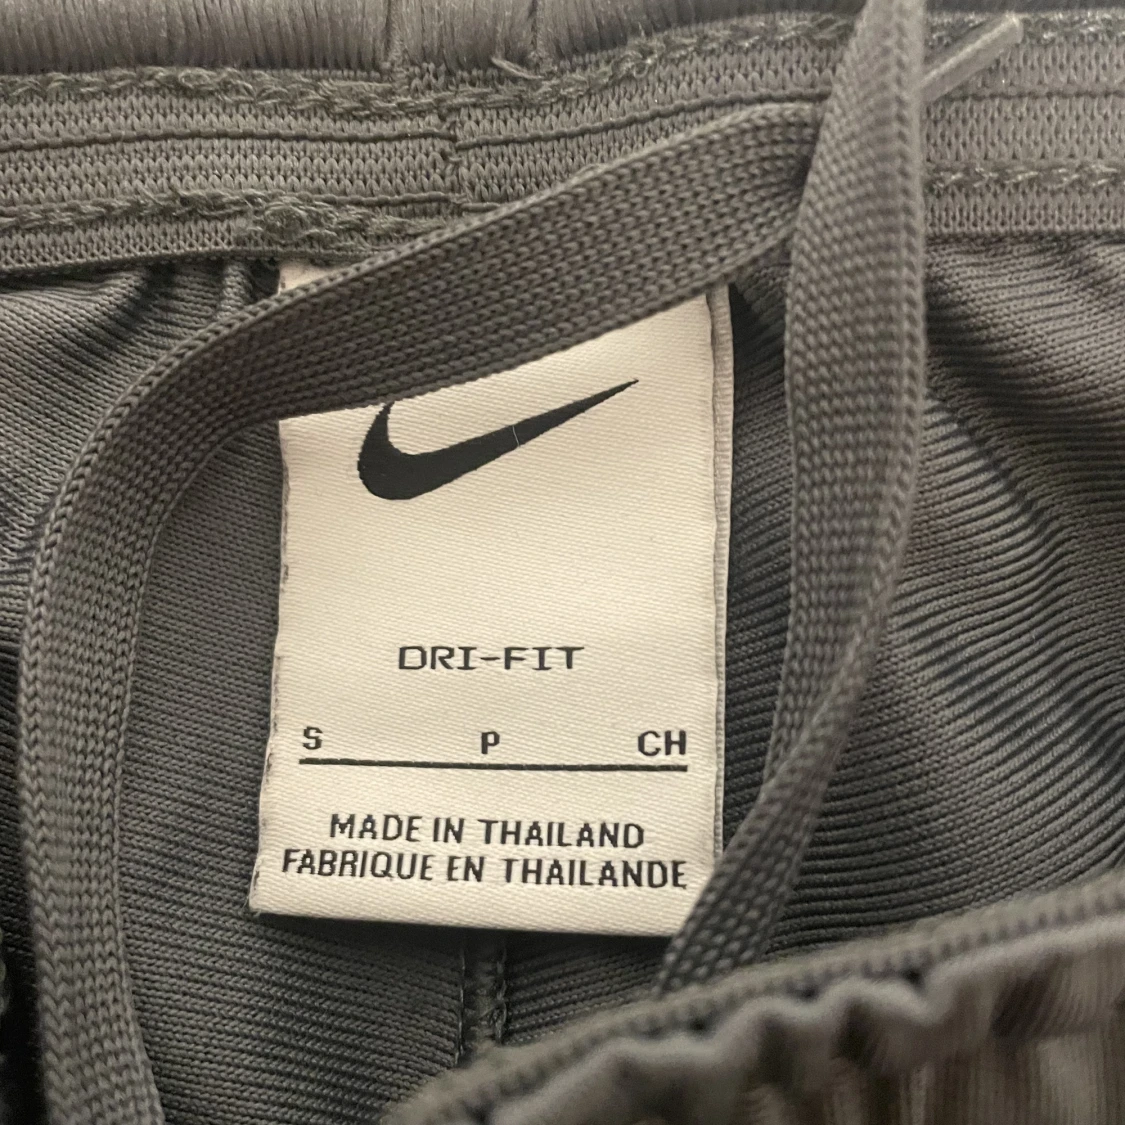 DRI-FIT
S P CH
MADE IN THAILAND
FABRIQUE EN THAILANDE